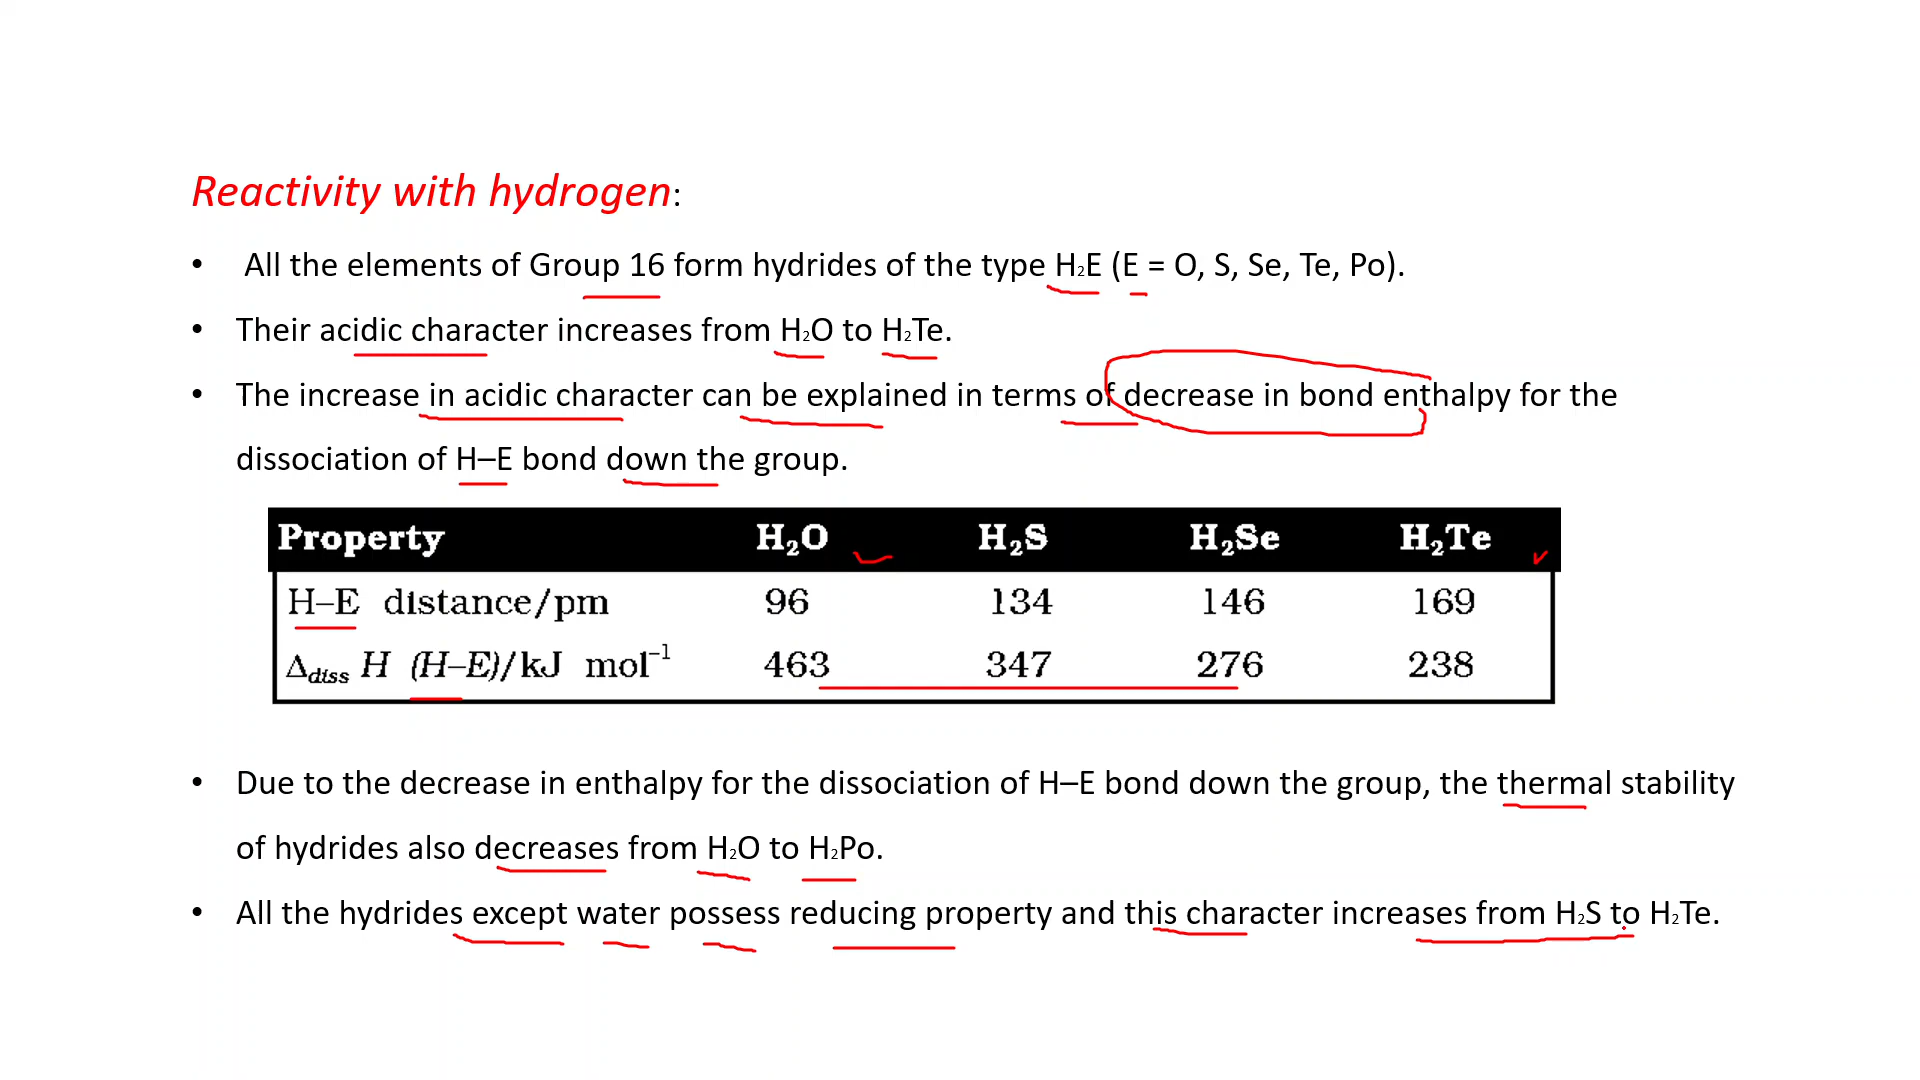 Reactivity with hydrogen:
• All the elements of Group 16 form hydrides of the type H₂E (E = O, S, Se, Te, Po).
• Their acidic character increases from H₂O to H₂Te.
• The increase in acidic character can be explained in terms of decrease in bond enthalpy for the
dissociation of H–E bond down the group.
Property H₂O H₂S H₂Se H₂Te
H–E distance/pm 96 134 146 169
Δdiss H (H–E)/kJ mol⁻¹ 463 347 276 238
• Due to the decrease in enthalpy for the dissociation of H–E bond down the group, the thermal stability
of hydrides also decreases from H₂O to H₂Po.
• All the hydrides except water possess reducing property and this character increases from H₂S to H₂Te.